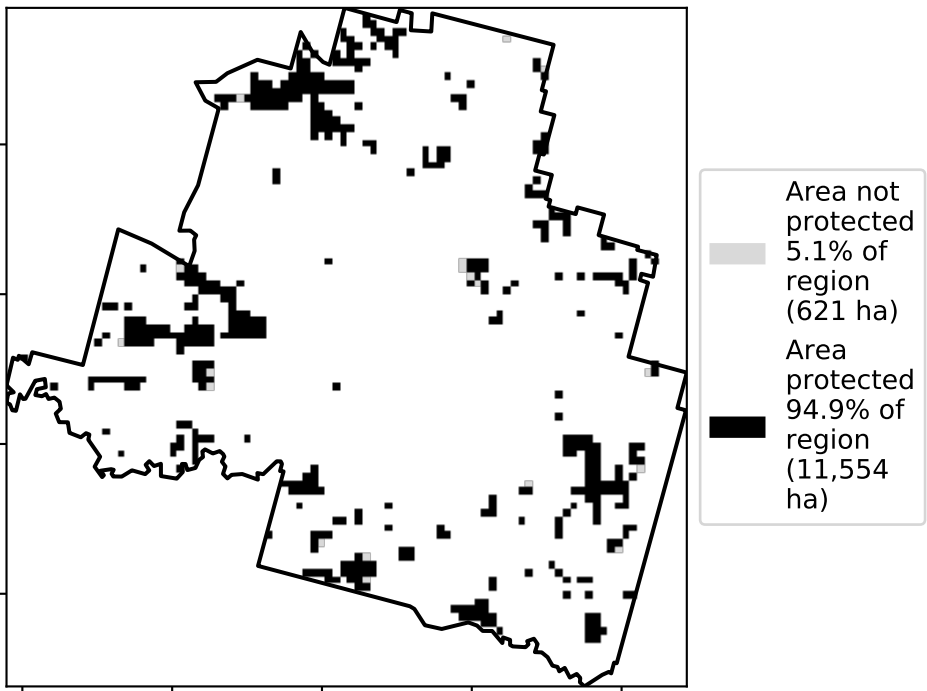 Area not
protected
5.1% of
region
(621 ha)
Area
protected
94.9% of
region
(11,554
ha)